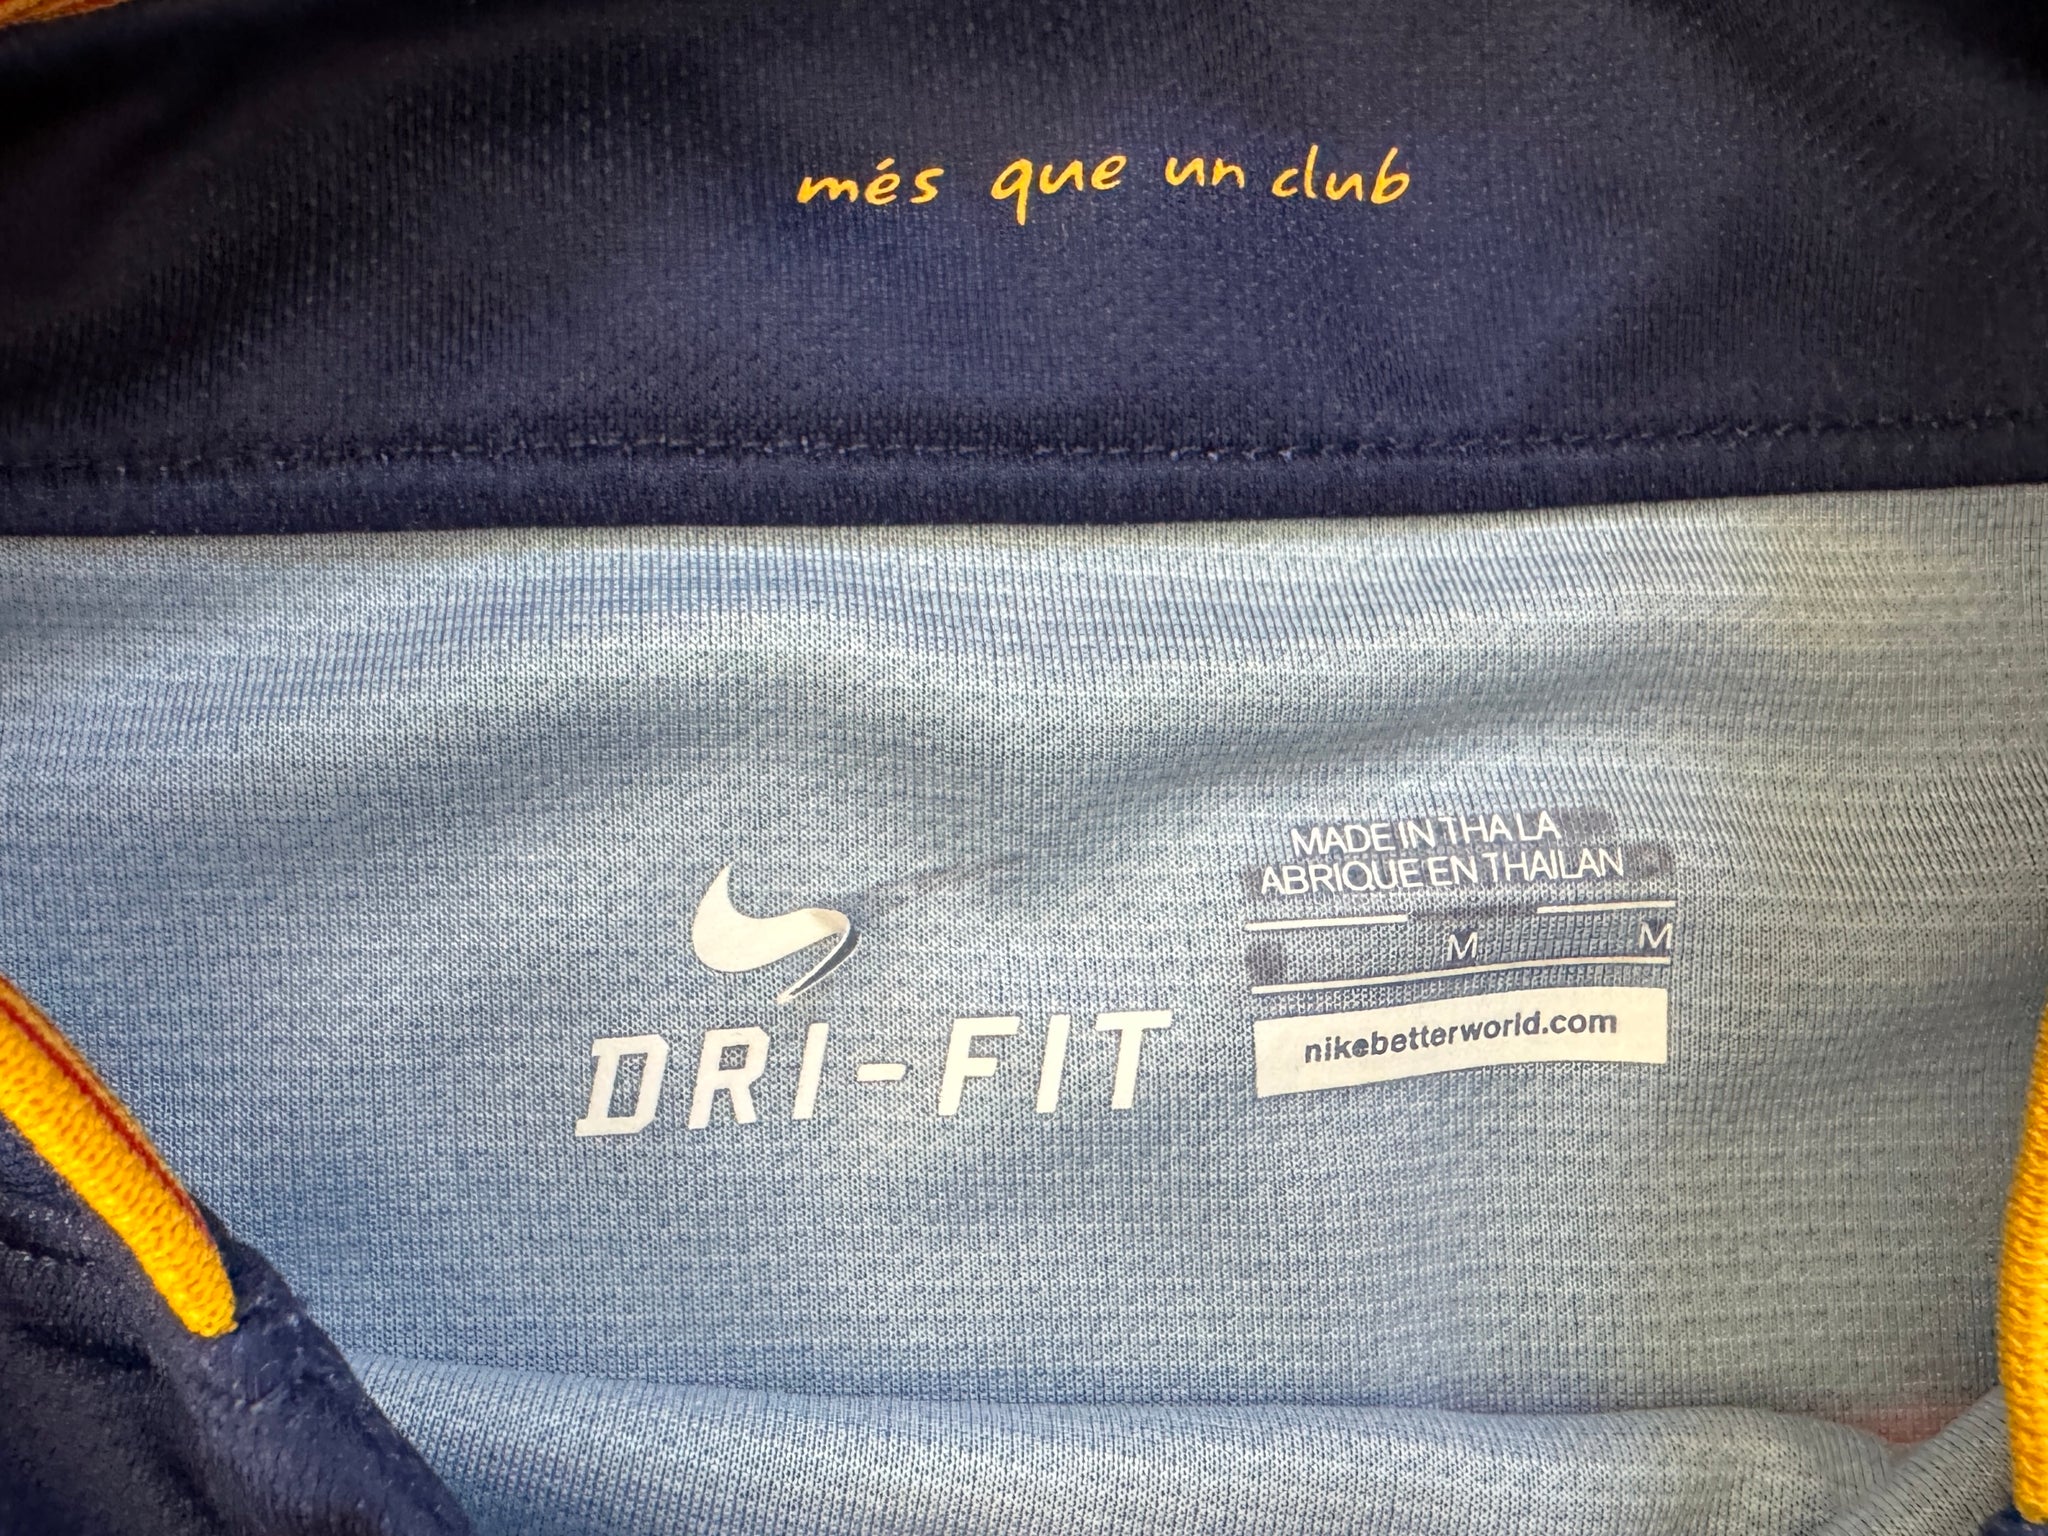 més que un club
MADE IN THA LA
ABRIQUE EN THAILAN
M M
DRI-FIT
nikebetterworld.com